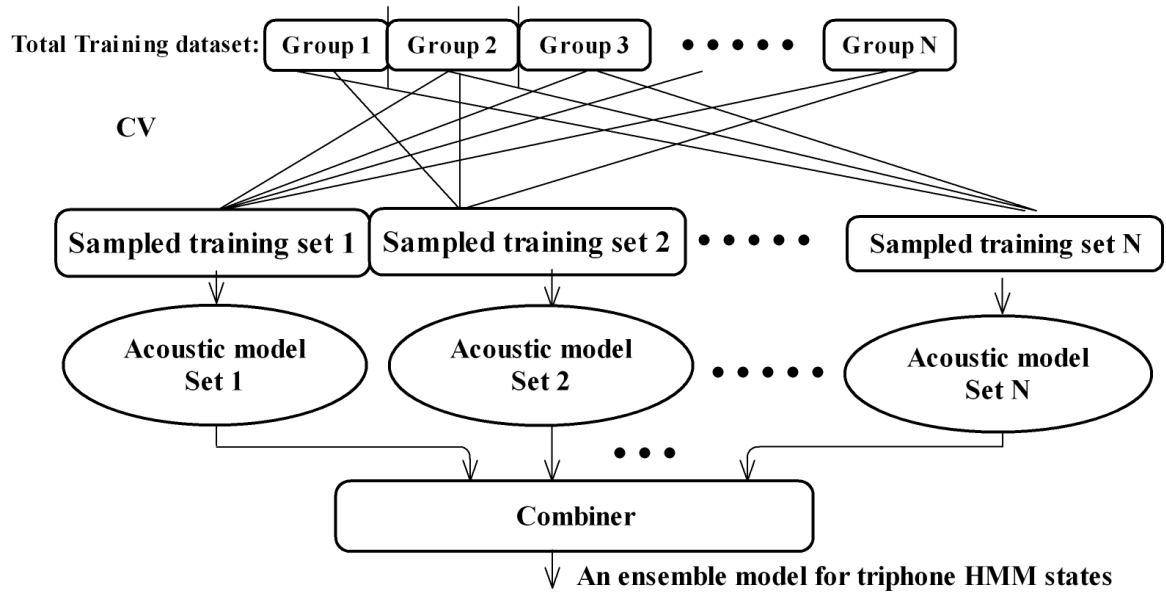 Total Training dataset: Group 1 Group 2 Group 3 Group N
CV
Sampled training set 1 Sampled training set 2 Sampled training set N
Acoustic model Acoustic model Acoustic model
Set 1 Set 2 Set N
Combiner
An ensemble model for triphone HMM states